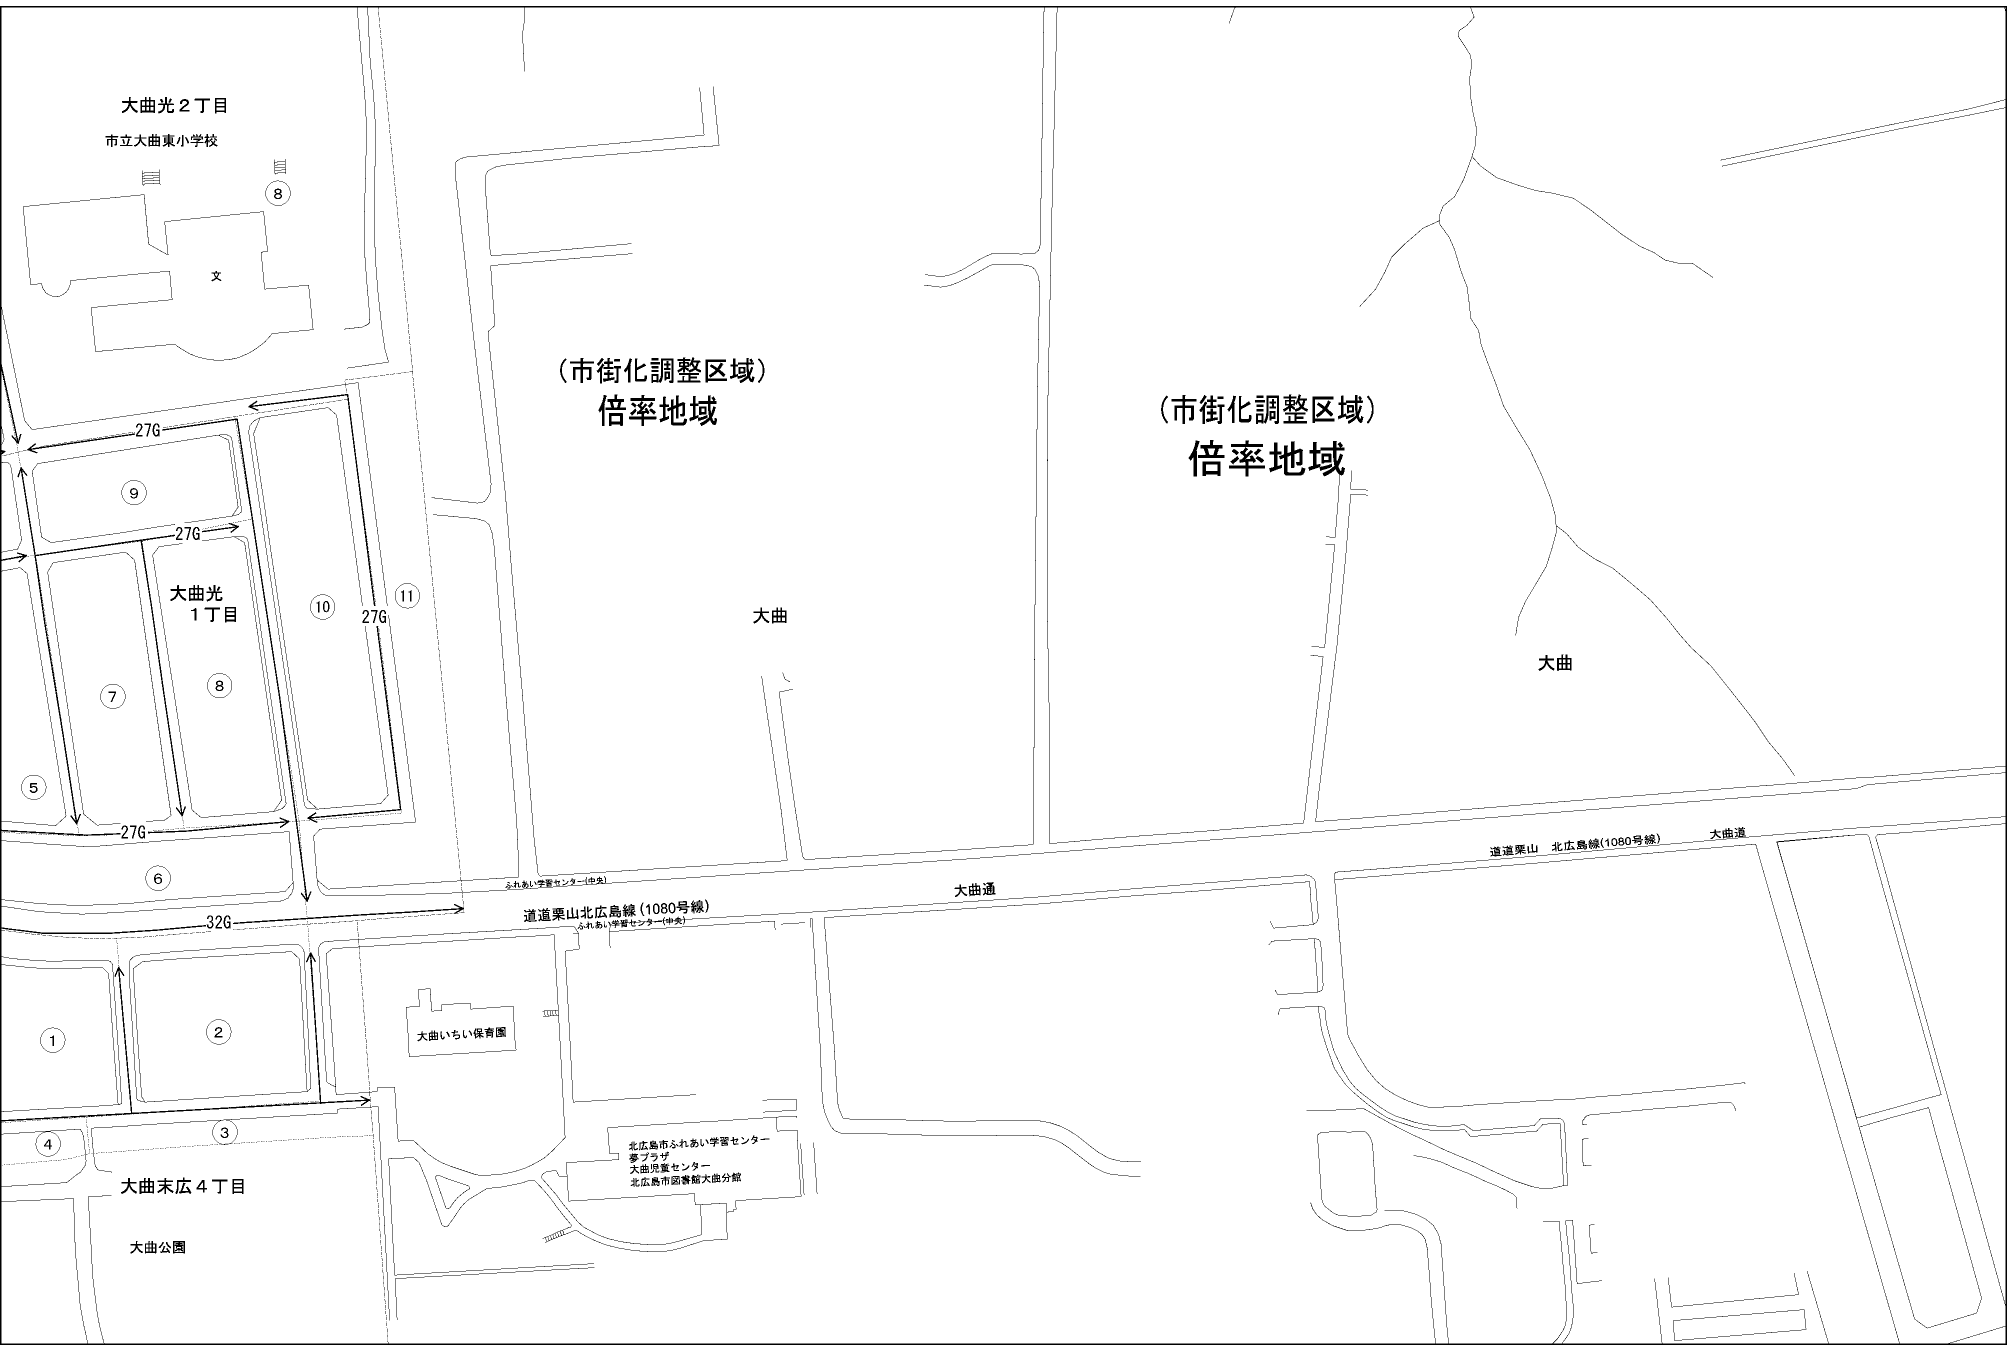 大曲光２丁目
市立大曲東小学校
⑧
文
（市街化調整区域）
倍率地域
（市街化調整区域）
倍率地域
27G
⑨
27G
大曲光
１丁目
⑩
⑪
27G
大曲
大曲
⑦
⑧
⑤
27G
⑥
大曲道
道道栗山　北広島線(1080号線)
ふれあい学習センター(中央)
大曲通
道道栗山北広島線(1080号線)
ふれあい学習センター(中央)
32G
①
②
大曲いちい保育園
③
④
北広島市ふれあい学習センター
夢プラザ
大曲児童センター
北広島市図書館大曲分館
大曲末広４丁目
大曲公園